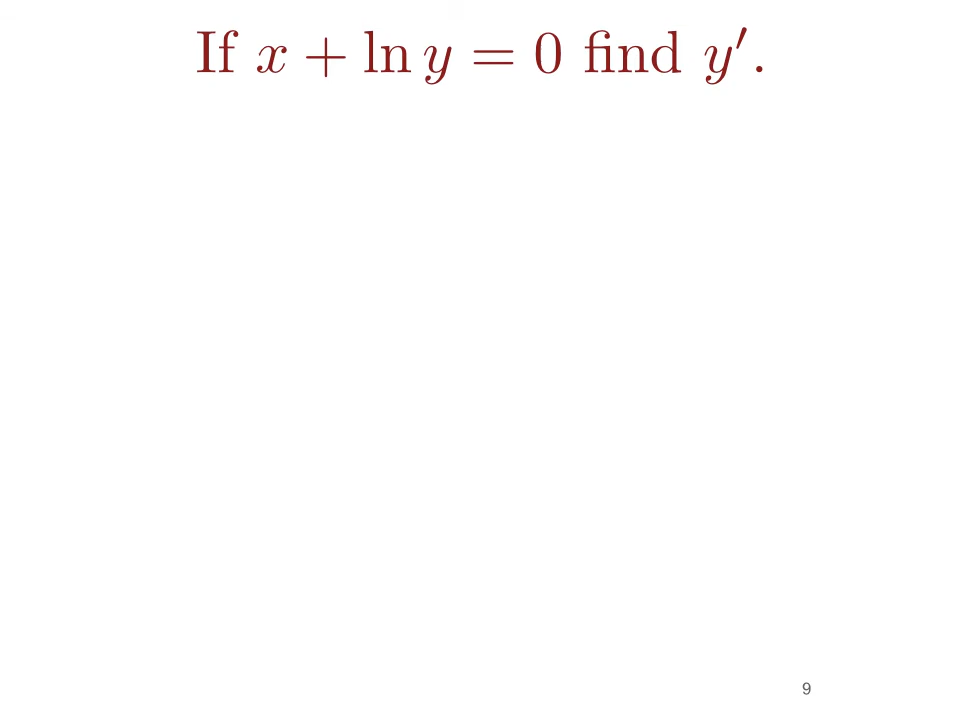 If x + ln y = 0 find y′.
9